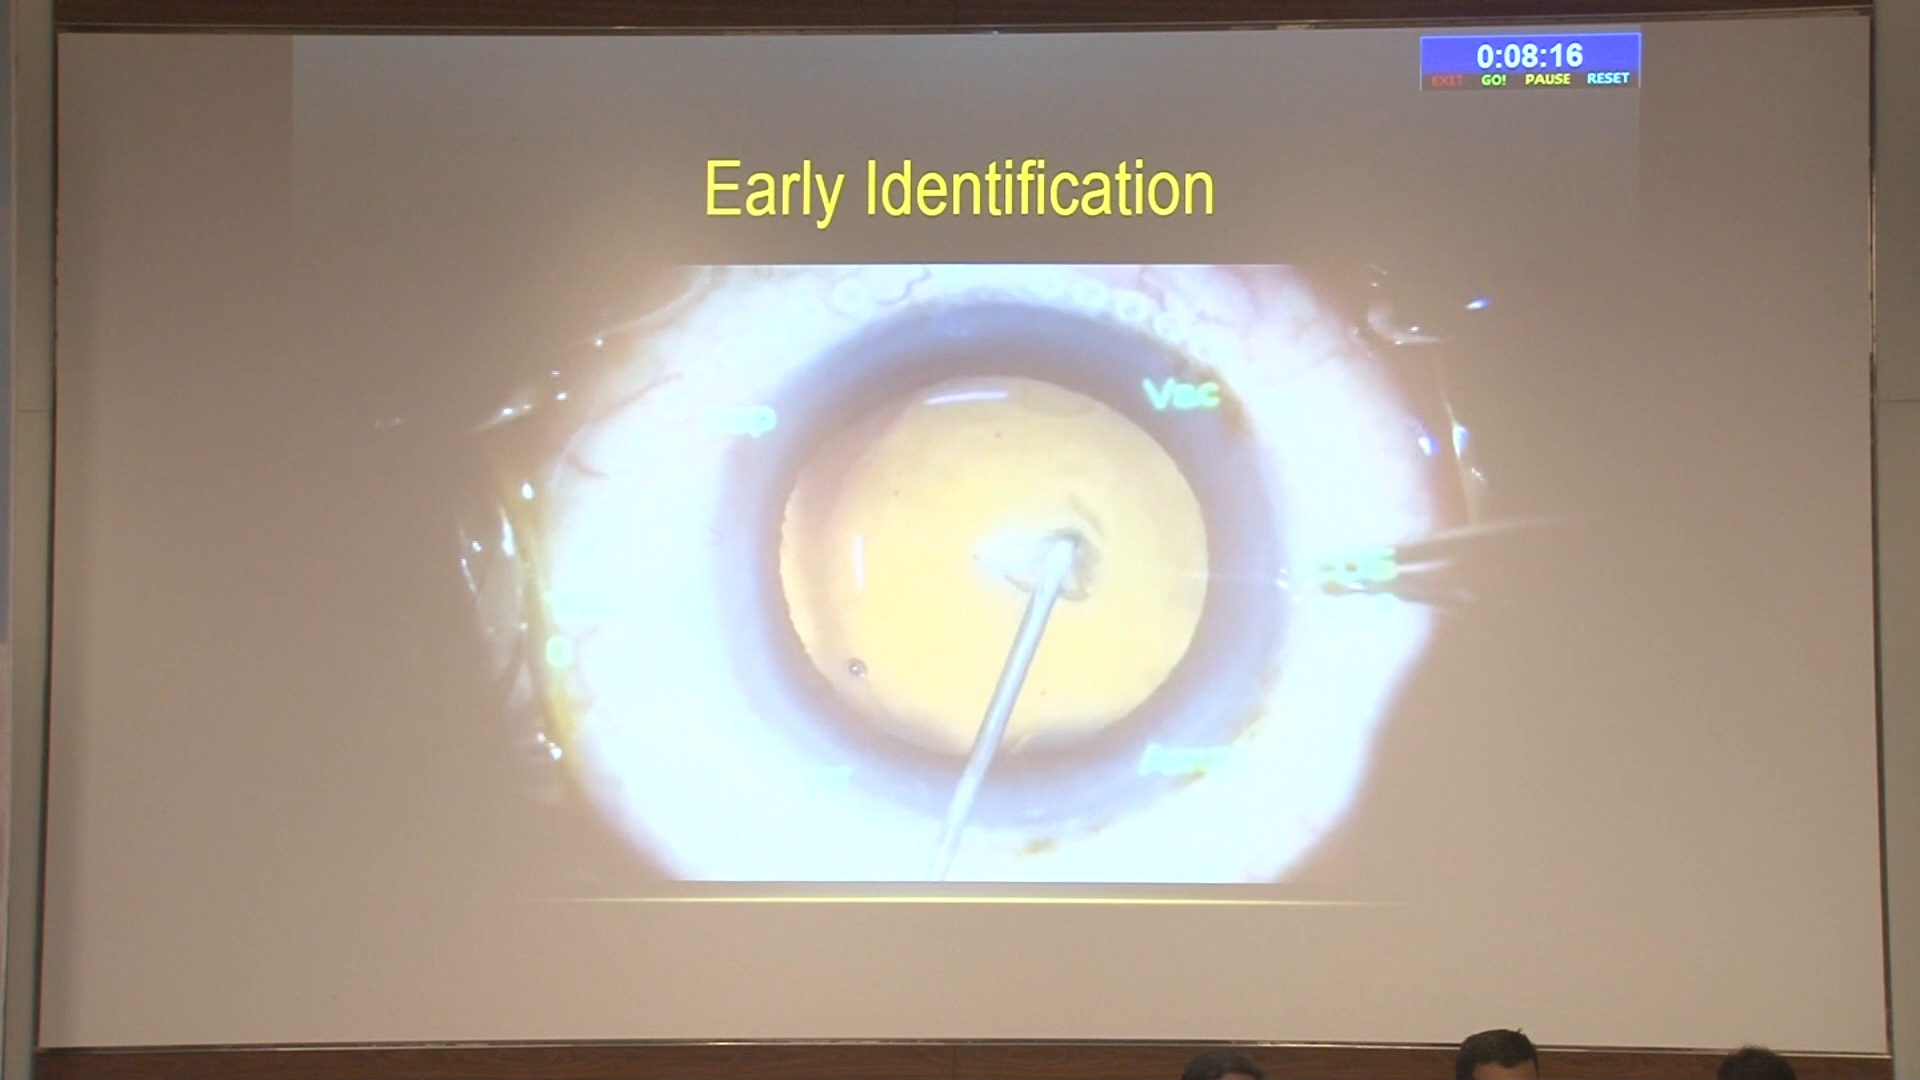 0:08:16
EXIT GO! PAUSE RESET
Early Identification
Vac